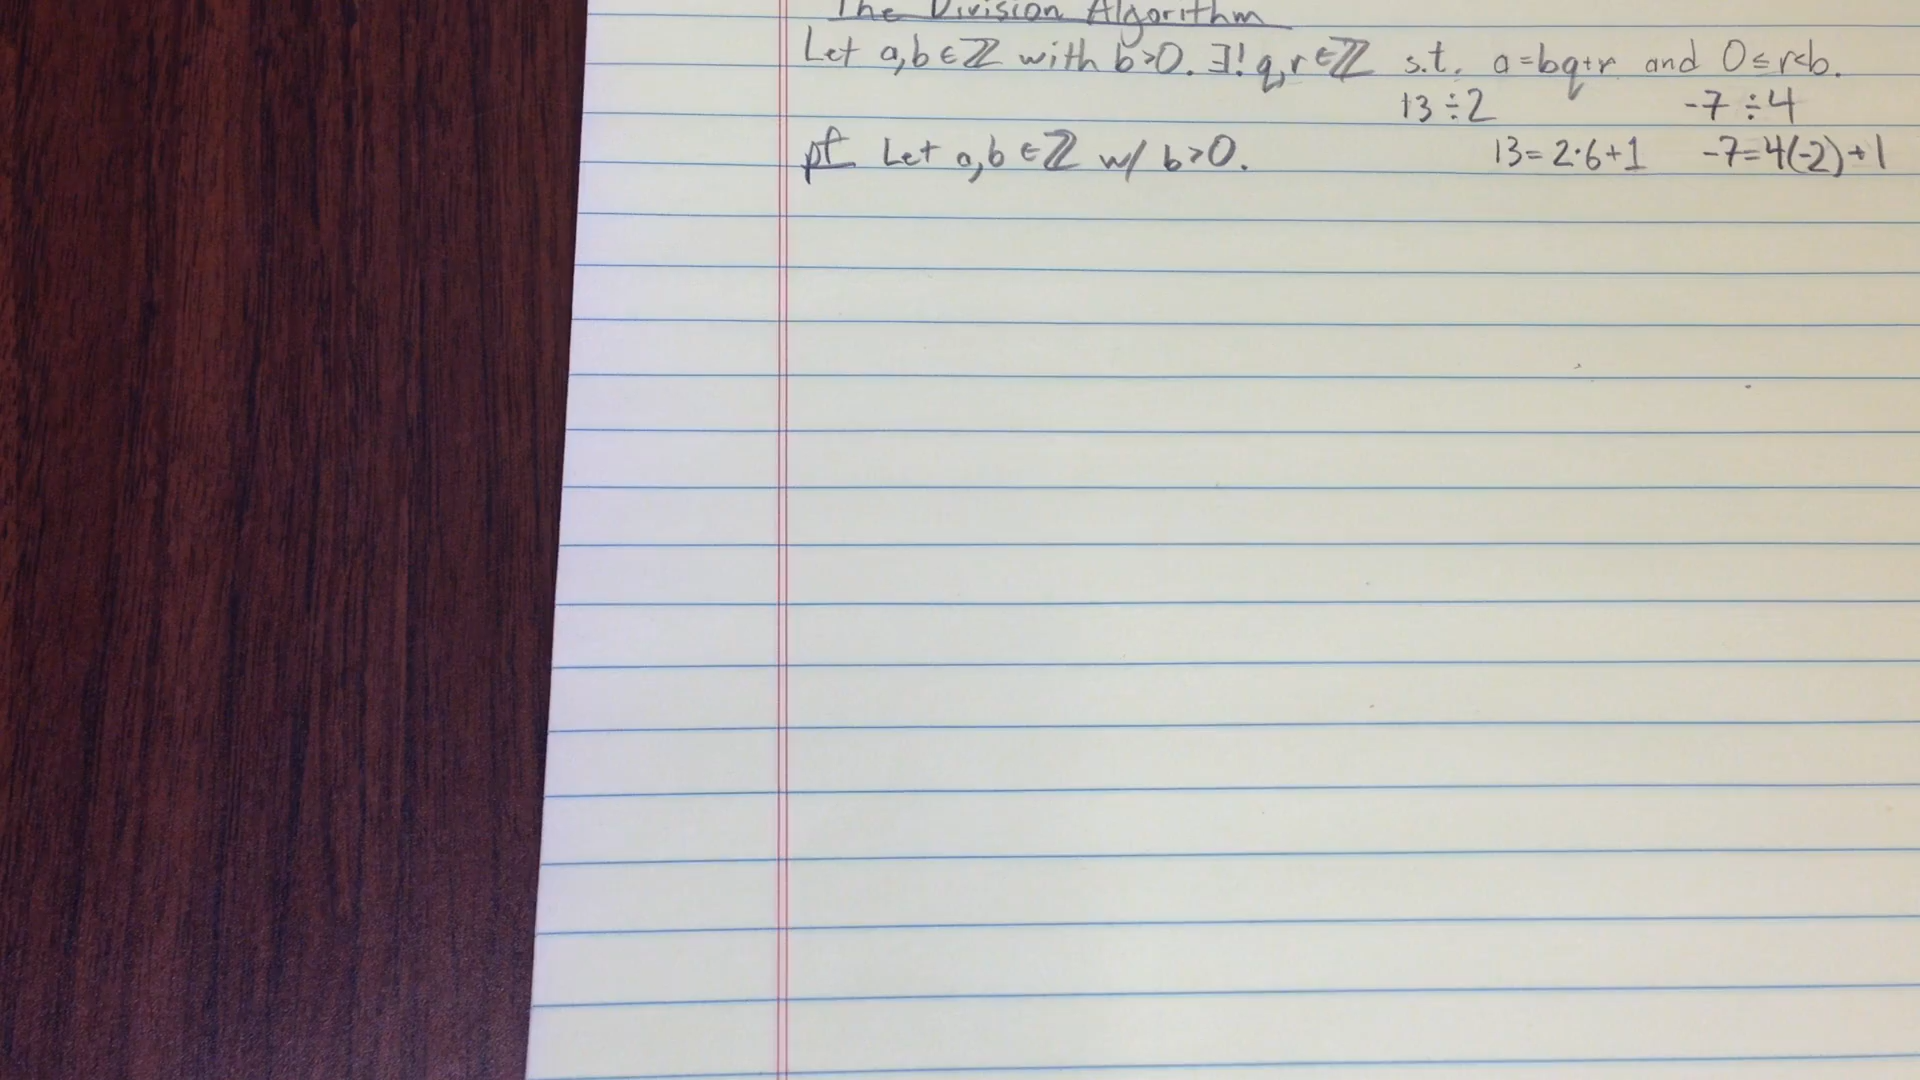 The Division Algorithm
Let a,b ∈ ℤ with b>0. ∃! q,r ∈ ℤ s.t. a=bq+r and 0≤r<b.
13 ÷ 2 -7 ÷ 4
pf Let a,b ∈ ℤ w/ b>0. 13=2·6+1 -7=4(-2)+1